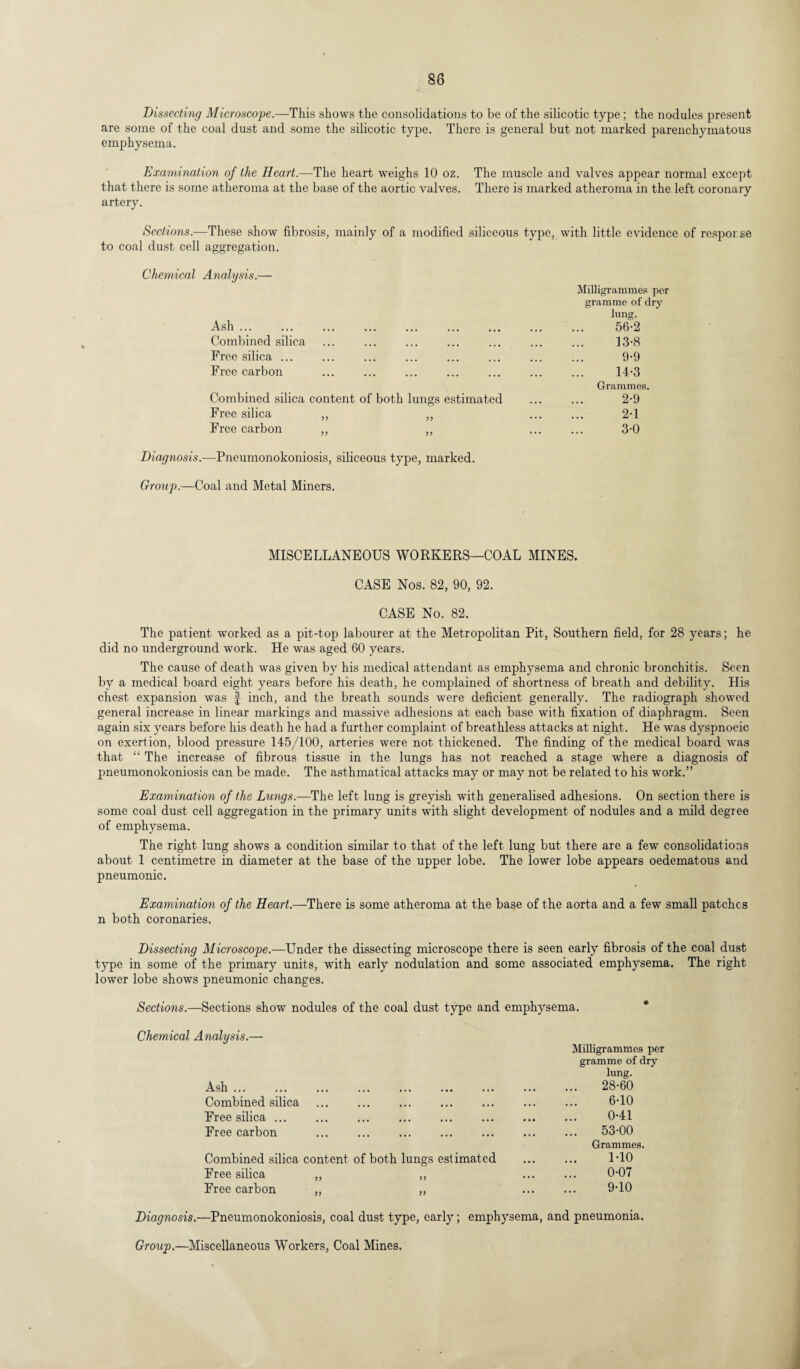 86
Dissecting Microscope.—This shows the consolidations to be of the silicotic type; the nodules present
are some of the coal dust and some the silicotic type. There is general but not marked parenchymatous
emphysema.
Examination of the Heart.—The heart weighs 10 oz. The muscle and valves appear normal except
that there is some atheroma at the base of the aortic valves. There is marked atheroma in the left coronary
artery.
Sections.—These show fibrosis, mainly of a modified siliceous type, with little evidence of response
to coal dust cell aggregation.
Chemical Analysis.—
Milligrammes per
gramme of dry
lung.
Ash ... ... ... ... ... ... ... ... ... 56·2
Combined silica ... ... ... ... ... ... ... 13·8
Free silica ... ... ... ... ... ... ... ... 9·9
Free carbon ... ... ... ... ... ... ... 14·3
Grammes.
Combined silica content of both lungs estimated ... ... 2·9
Free silica ,, ,, ... ... 2·1
Free carbon ,, ,, ... ... 3·0
Diagnosis.—Pneumonokoniosis, siliceous type, marked.
Group.—Coal and Metal Miners.
MISCELLANEOUS WORKERS—COAL MINES.
CASE Nos. 82, 90, 92.
CASE No. 82.
The patient worked as a pit-top labourer at the Metropolitan Pit, Southern field, for 28 years; he
did no underground work. He was aged 60 years.
The cause of death was given by his medical attendant as emphysema and chronic bronchitis. Seen
by a medical board eight years before his death, he complained of shortness of breath and debility. His
chest expansion was ¾ inch, and the breath sounds were deficient generally. The radiograph showed
general increase in linear markings and massive adhesions at each base with fixation of diaphragm. Seen
again six years before his death he had a further complaint of breathless attacks at night. He was dyspnoeic
on exertion, blood pressure 145/100, arteries were not thickened. The finding of the medical board was
that “ The increase of fibrous tissue in the lungs has not reached a stage where a diagnosis of
pneumonokoniosis can be made. The asthmatical attacks may or may not be related to his work.”
Examination of the Lungs.—The left lung is greyish with generalised adhesions. On section there is
some coal dust cell aggregation in the primary units with slight development of nodules and a mild degree
of emphysema.
The right lung shows a condition similar to that of the left lung but there are a few consolidations
about 1 centimetre in diameter at the base of the upper lobe. The lower lobe appears oedematous and
pneumonic.
Examination of the Heart.—There is some atheroma at the base of the aorta and a few small patches
n both coronaries.
Dissecting Microscope.—Under the dissecting microscope there is seen early fibrosis of the coal dust
type in some of the primary units, with early nodulation and some associated emphysema. The right
lower lobe shows pneumonic changes.
Sections.—Sections show nodules of the coal dust type and emphysema.
Chemical Analysis.—
Milligrammes per
gramme of dry
lung.
Ash ... ... ... ... ... ... ... ... ... 28·60
Combined silica ... ... ... ... ... ... ... 6·10
Free silica ... ... ... ... ... ... ... ... 0·41
Free carbon ... ... ... ... ... ... ... 53·00
Grammes.
Combined silica content of both lungs estimated ... ... 1·10
Free silica ,, ,, ... ... 0·07
Free carbon ,, ,, ... ... 9·10
Diagnosis.—Pneumonokoniosis, coal dust type, early; emphysema, and pneumonia.
Group.—Miscellaneous Workers, Coal Mines.